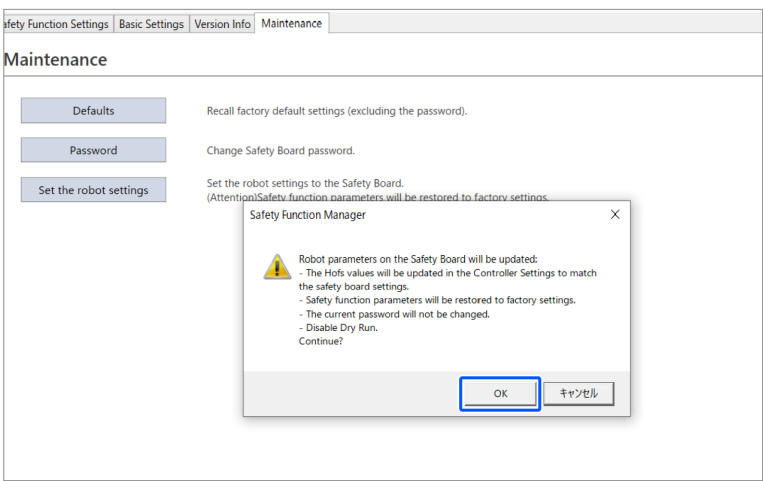 afety Function Settings Basic Settings Version Info Maintenance
Maintenance
Defaults Recall factory default settings (excluding the password).
Password Change Safety Board password.
Set the robot settings Set the robot settings to the Safety Board.
(Attention)Safety function parameters will be restored to factory settings.
Safety Function Manager
Robot parameters on the Safety Board will be updated:
- The Hofs values will be updated in the Controller Settings to match
the safety board settings.
- Safety function parameters will be restored to factory settings.
- The current password will not be changed.
- Disable Dry Run.
Continue?
OK キャンセル